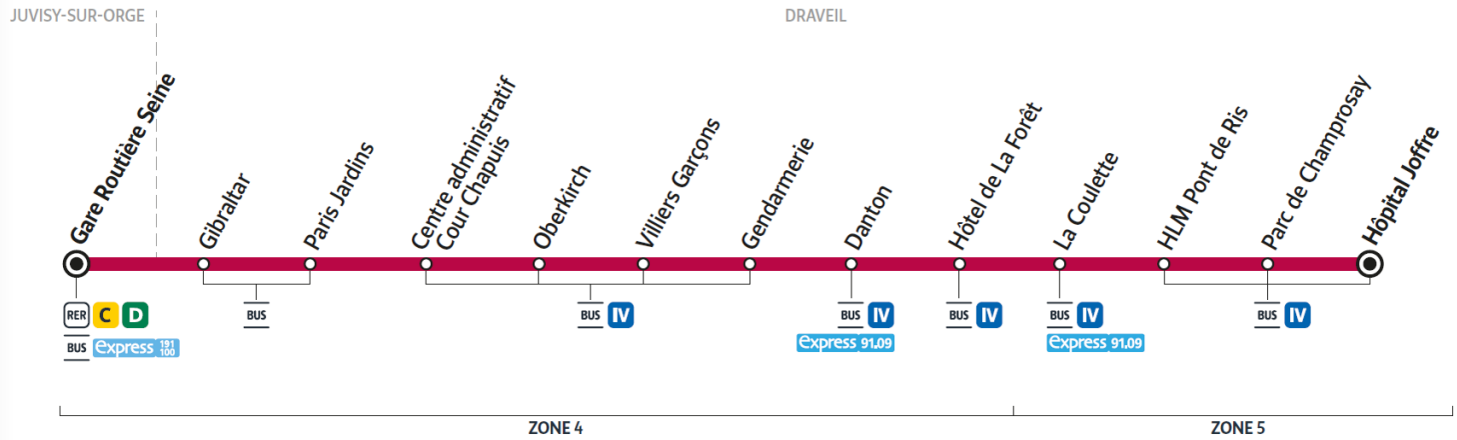 JUVISY-SUR-ORGE
DRAVEIL
Gare Routière Seine
Gibraltar
Paris Jardins
Centre administratif
Cour Chapuis
Oberkirch
Villiers Garçons
Gendarmerie
Danton
Hôtel de La Forêt
La Coulette
HLM Pont de Ris
Parc de Champrosay
Hôpital Joffre
RER C D
BUS express 191 100
BUS
BUS IV
BUS IV
express 91.09
BUS IV
BUS IV
express 91.09
BUS IV
ZONE 4
ZONE 5